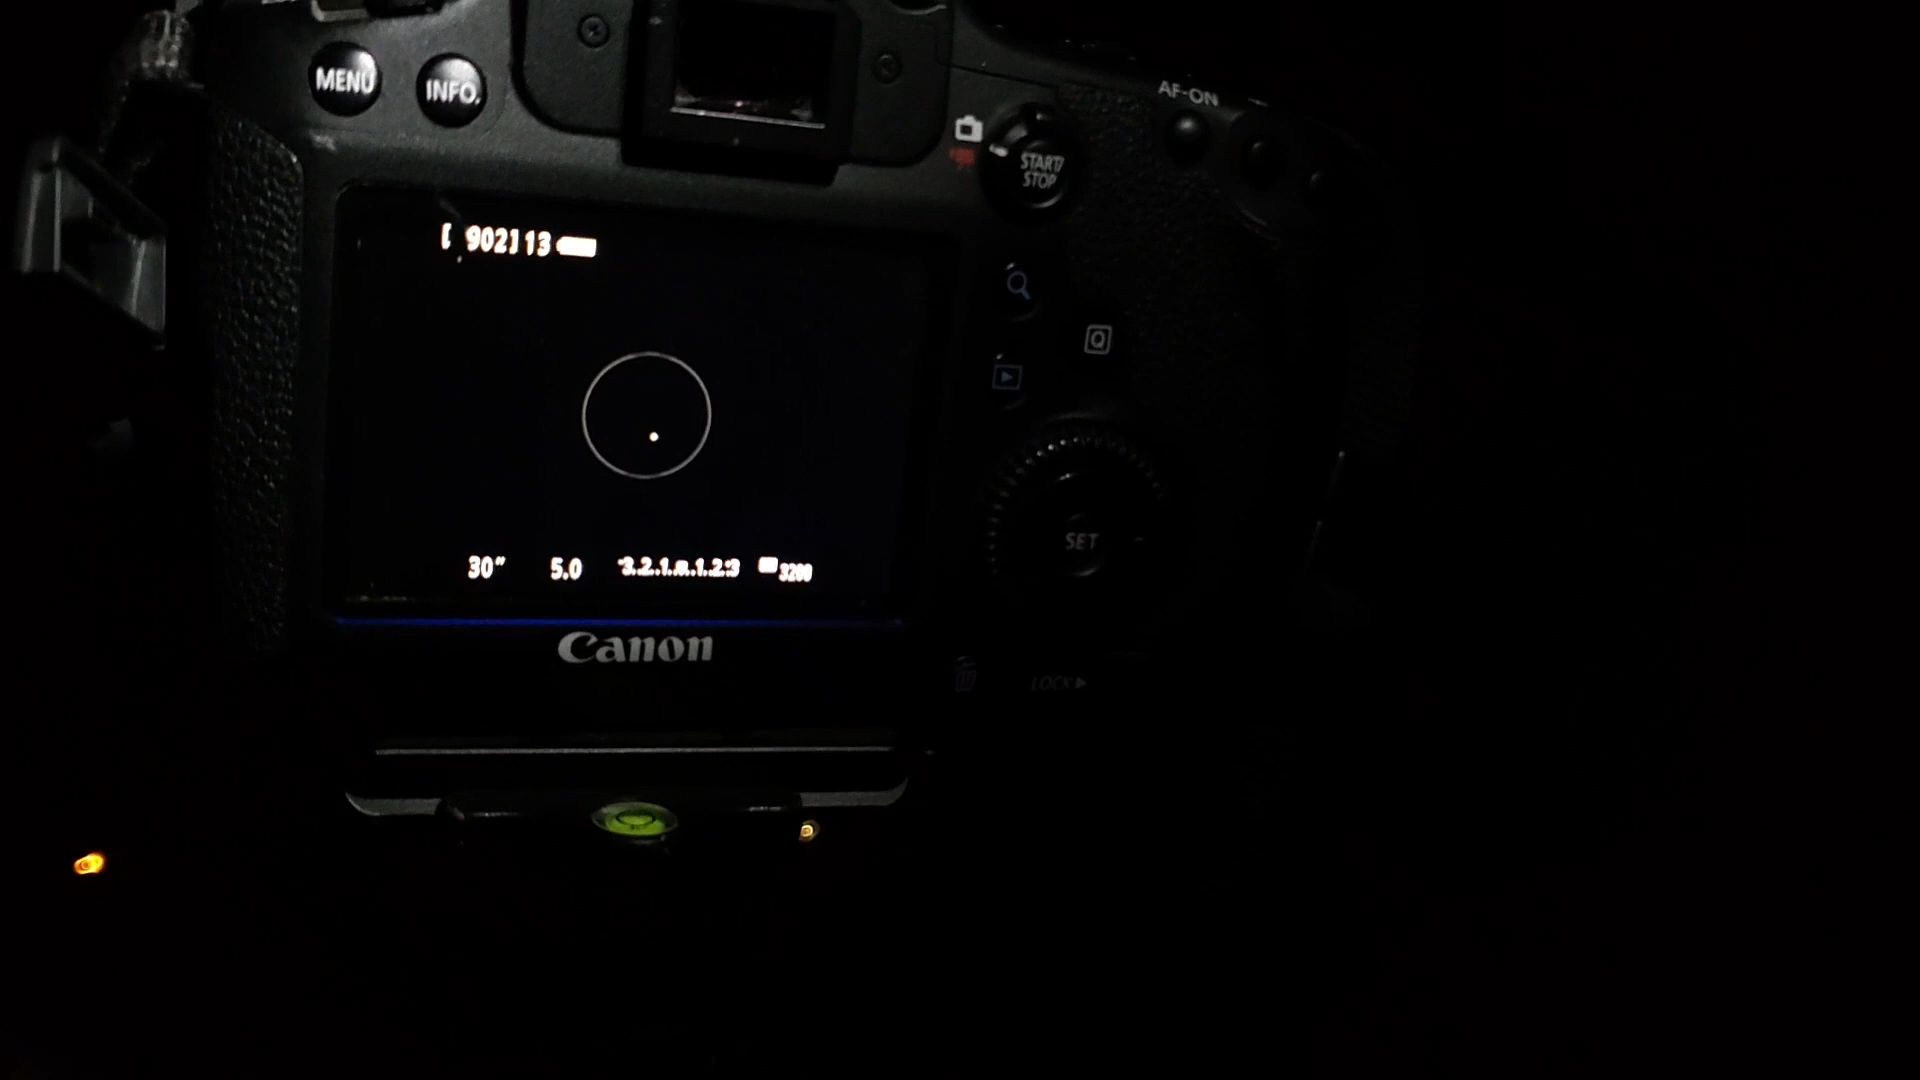 MENU
INFO.
AF-ON
START/
STOP
[ 902] 13
Q
30" 5.0 3.2.1.0.1.2.3 3200
SET
Canon
LOCK